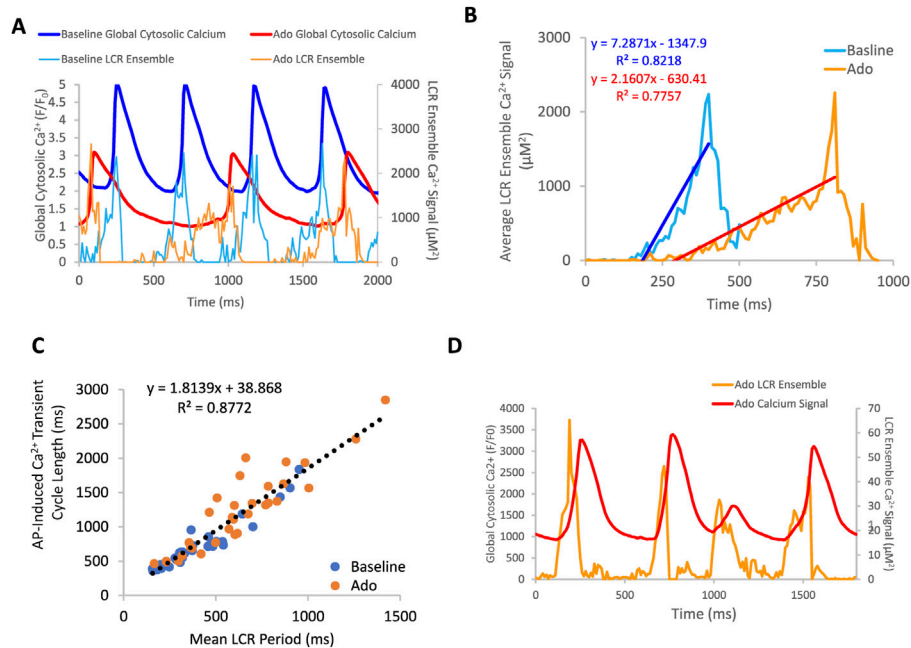 A
Baseline Global Cytosolic Calcium
Ado Global Cytosolic Calcium
Baseline LCR Ensemble
Ado LCR Ensemble
Global Cytosolic Ca²⁺ (F/F₀)
5
4.5
4
3.5
3
2.5
2
1.5
1
0.5
0
4000
3000
2000
1000
0
LCR Ensemble Ca²⁺ Signal (µM²)
0
500
1000
1500
2000
Time (ms)
B
y = 7.2871x - 1347.9
R² = 0.8218
y = 2.1607x - 630.41
R² = 0.7757
Basline
Ado
Average LCR Ensemble Ca²⁺ Signal
(µM²)
3000
2000
1000
0
0
250
500
750
1000
Time (ms)
C
y = 1.8139x + 38.868
R² = 0.8772
AP-Induced Ca²⁺ Transient
Cycle Length (ms)
3000
2500
2000
1500
1000
500
0
Baseline
Ado
0
500
1000
1500
Mean LCR Period (ms)
D
Ado LCR Ensemble
Ado Calcium Signal
Global Cytosolic Ca²⁺ (F/F0)
4000
3500
3000
2500
2000
1500
1000
500
0
70
60
50
40
30
20
10
0
LCR Ensemble
Ca²⁺Signal (µM²)
0
500
1000
1500
Time (ms)